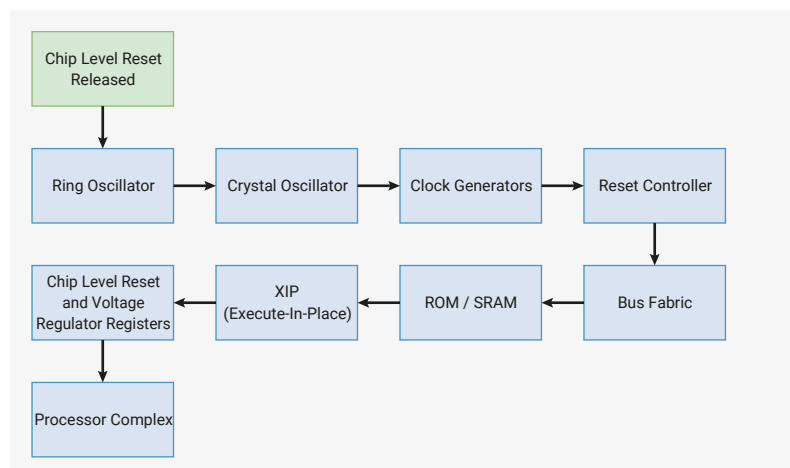 Chip Level Reset
Released
Ring Oscillator
Crystal Oscillator
Clock Generators
Reset Controller
Chip Level Reset
and Voltage
Regulator Registers
XIP
(Execute-In-Place)
ROM / SRAM
Bus Fabric
Processor Complex